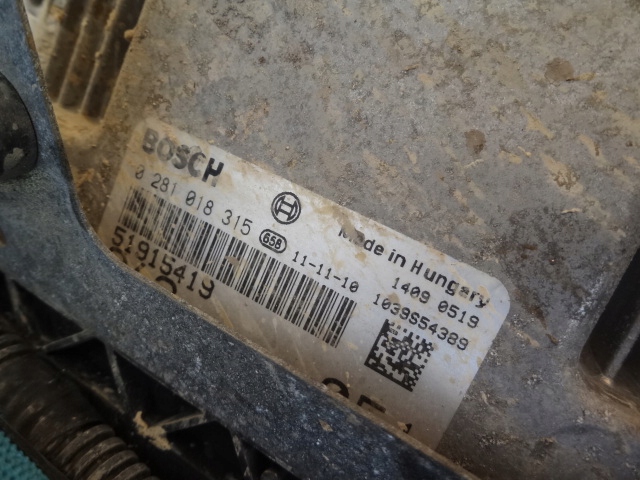 BOSCH
0 281 018 315
Made in Hungary
658 11-11-10
1409 0519
51915419
1039S54389